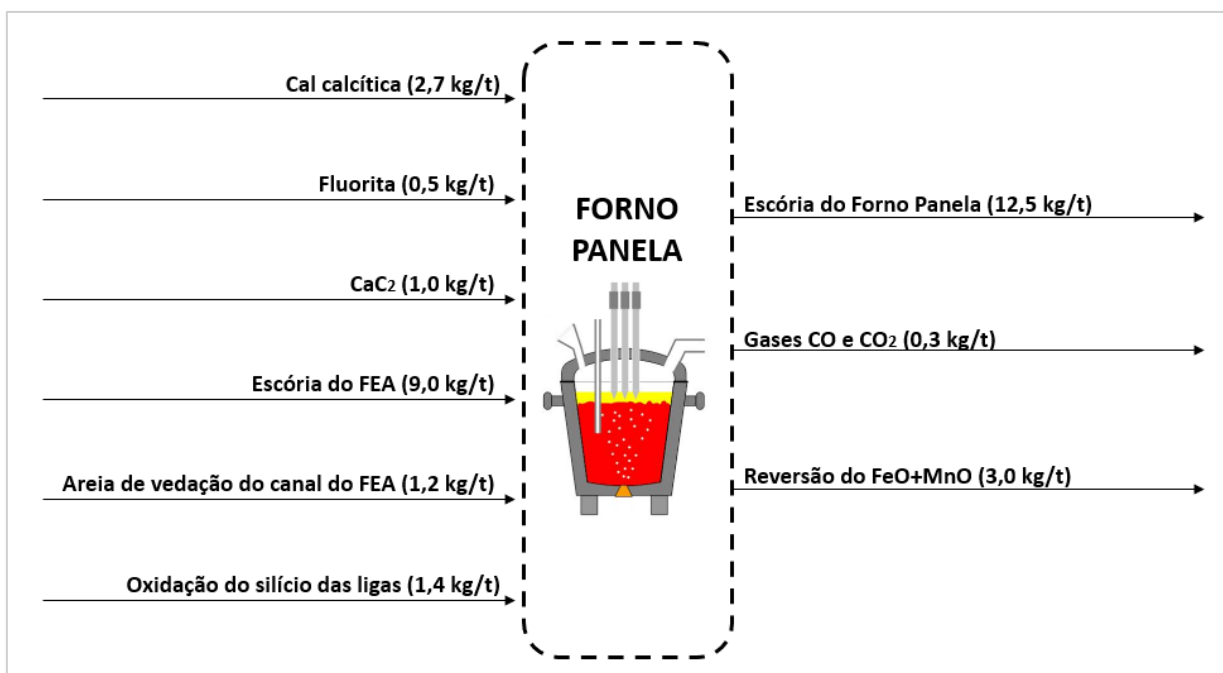 Cal calcítica (2,7 kg/t)
Fluorita (0,5 kg/t)
CaC2 (1,0 kg/t)
Escória do FEA (9,0 kg/t)
Areia de vedação do canal do FEA (1,2 kg/t)
Oxidação do silício das ligas (1,4 kg/t)
FORNO
PANELA
Escória do Forno Panela (12,5 kg/t)
Gases CO e CO2 (0,3 kg/t)
Reversão do FeO+MnO (3,0 kg/t)